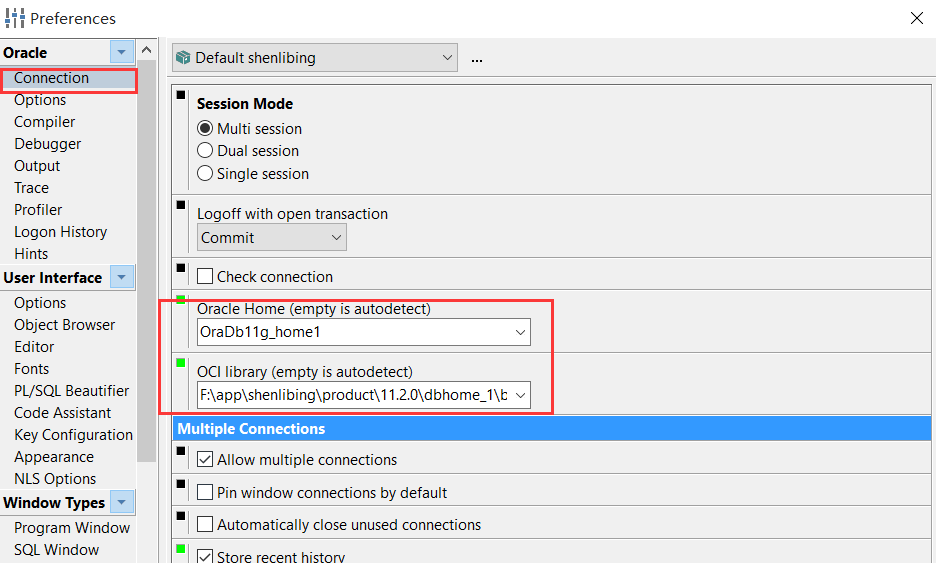 Preferences
Oracle
Connection
Options
Compiler
Debugger
Output
Trace
Profiler
Logon History
Hints
User Interface
Options
Object Browser
Editor
Fonts
PL/SQL Beautifier
Code Assistant
Key Configuration
Appearance
NLS Options
Window Types
Program Window
SQL Window
Default shenlibing
...
Session Mode
Multi session
Dual session
Single session
Logoff with open transaction
Commit
Check connection
Oracle Home (empty is autodetect)
OraDb11g_home1
OCI library (empty is autodetect)
F:\app\shenlibing\product\11.2.0\dbhome_1\b
Multiple Connections
Allow multiple connections
Pin window connections by default
Automatically close unused connections
Store recent history